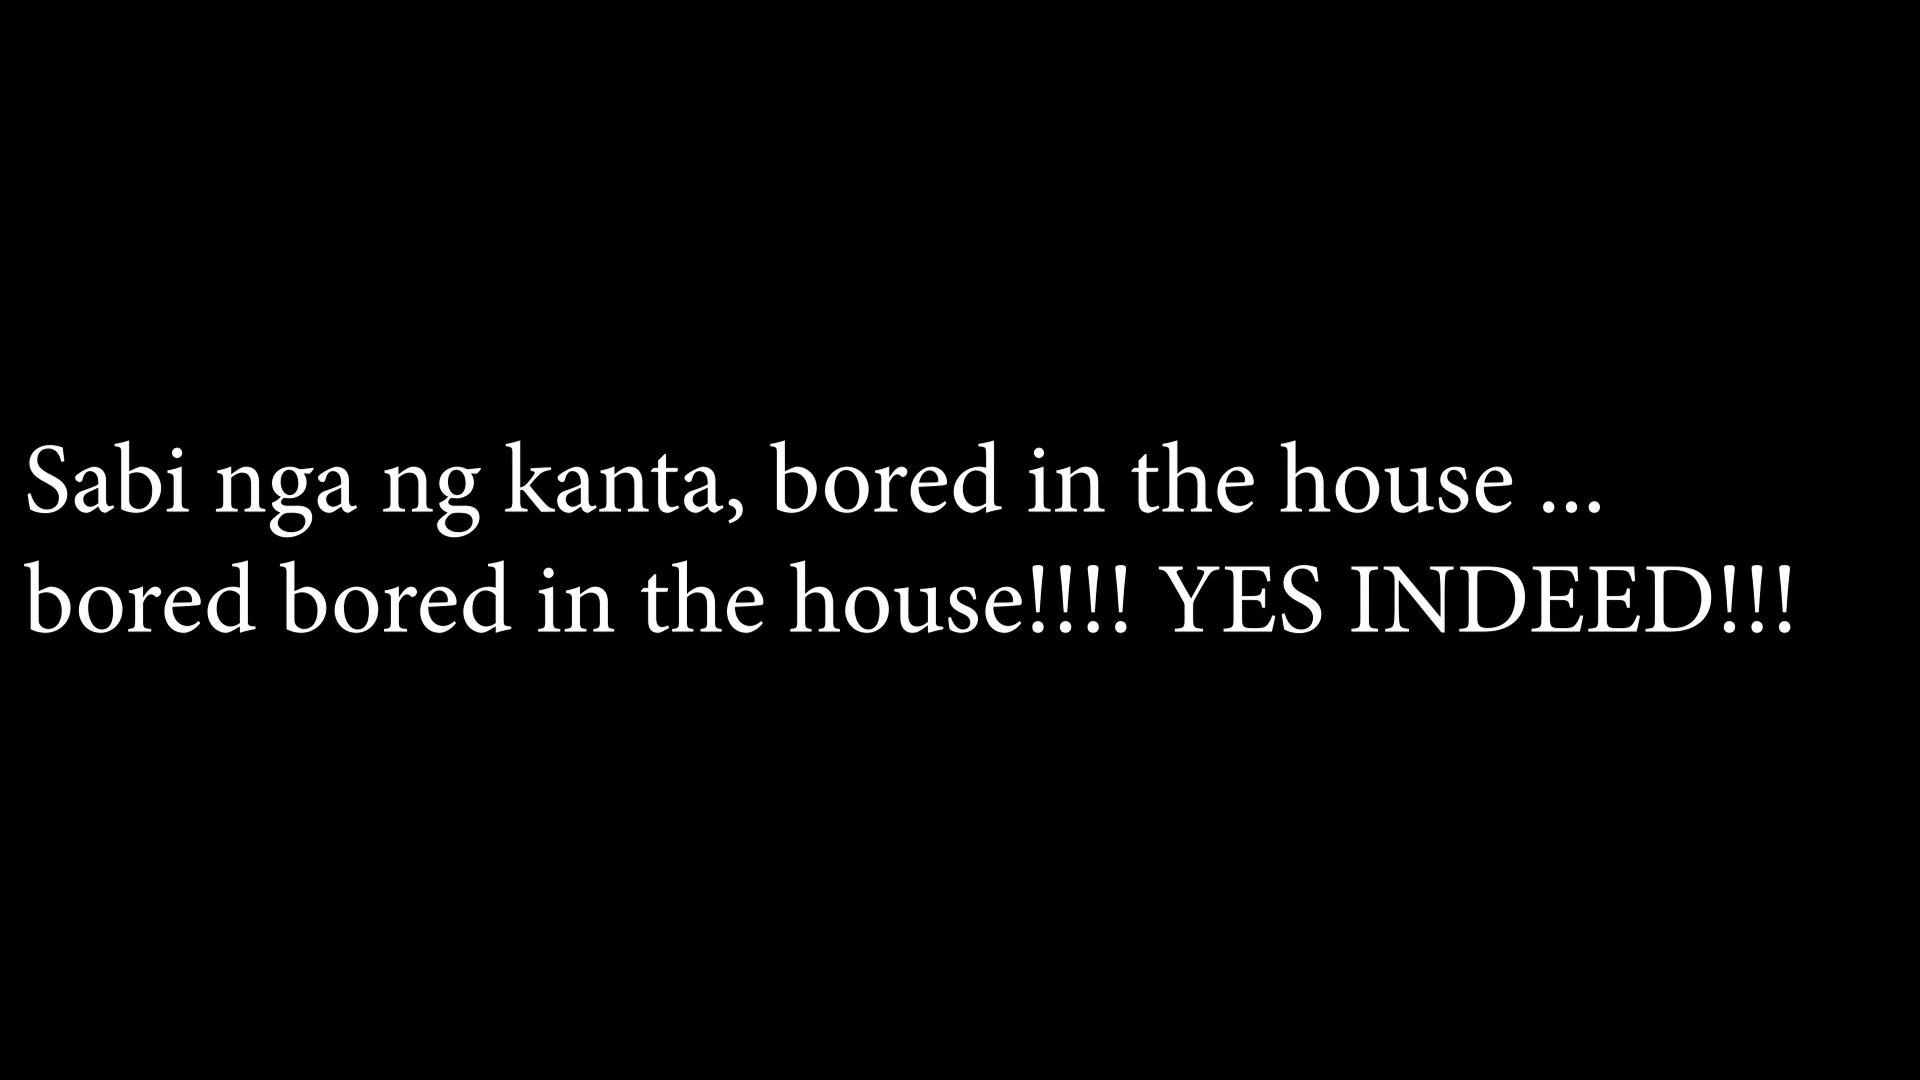 Sabi nga ng kanta, bored in the house ...
bored bored in the house!!!! YES INDEED!!!